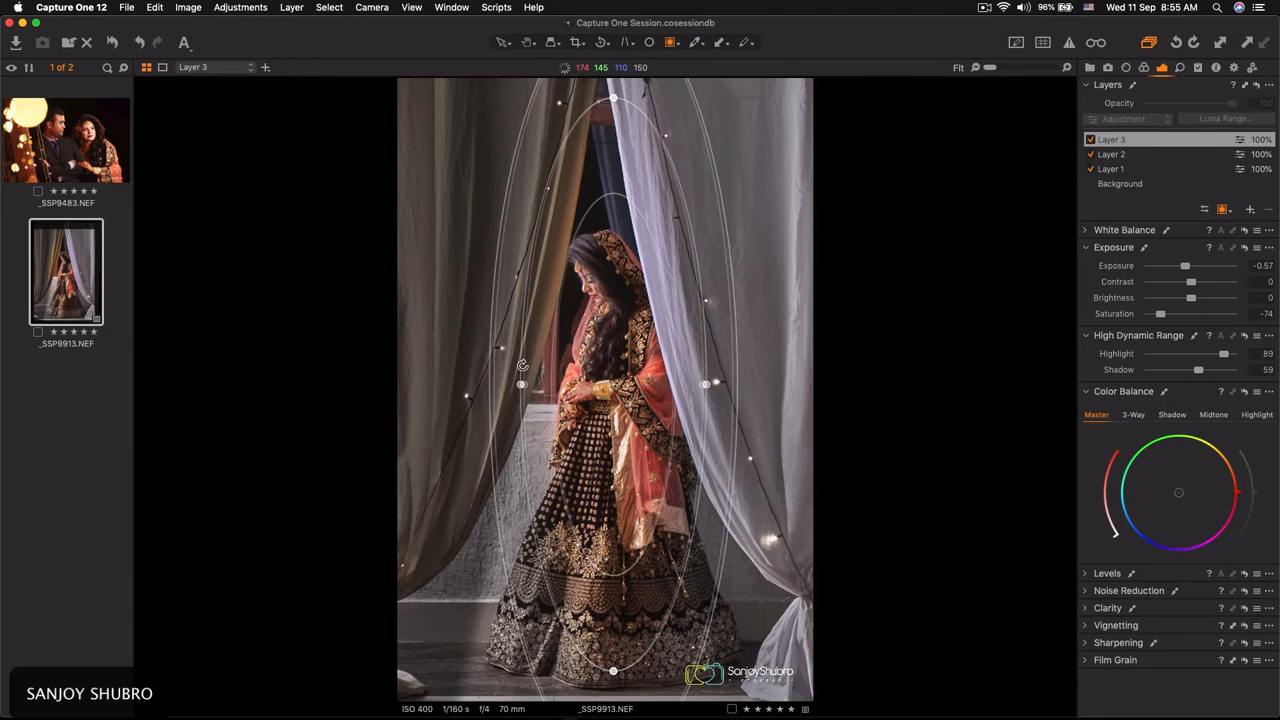 Capture One 12 File Edit Image Adjustments Layer Select Camera View Window Scripts Help 96% Wed 11 Sep 8:55 AM
Capture One Session.cosessiondb
1 of 2 Layer 3 174 145 110 150 Fit
Layers ?
Opacity 100
Adjustment Luma Range...
Layer 3 100%
Layer 2 100%
Layer 1 100%
Background
White Balance ? A
Exposure ? A
Exposure -0.57
Contrast 0
Brightness 0
Saturation -74
High Dynamic Range ? A
Highlight 89
Shadow 59
Color Balance ?
Master 3-Way Shadow Midtone Highlight
Levels ? A
Noise Reduction ?
Clarity ?
Vignetting ?
Sharpening ?
Film Grain ?
_SSP9483.NEF
_SSP9913.NEF
SanjoyShubro
SANJOY SHUBRO
ISO 400 1/160 s f/4 70 mm _SSP9913.NEF